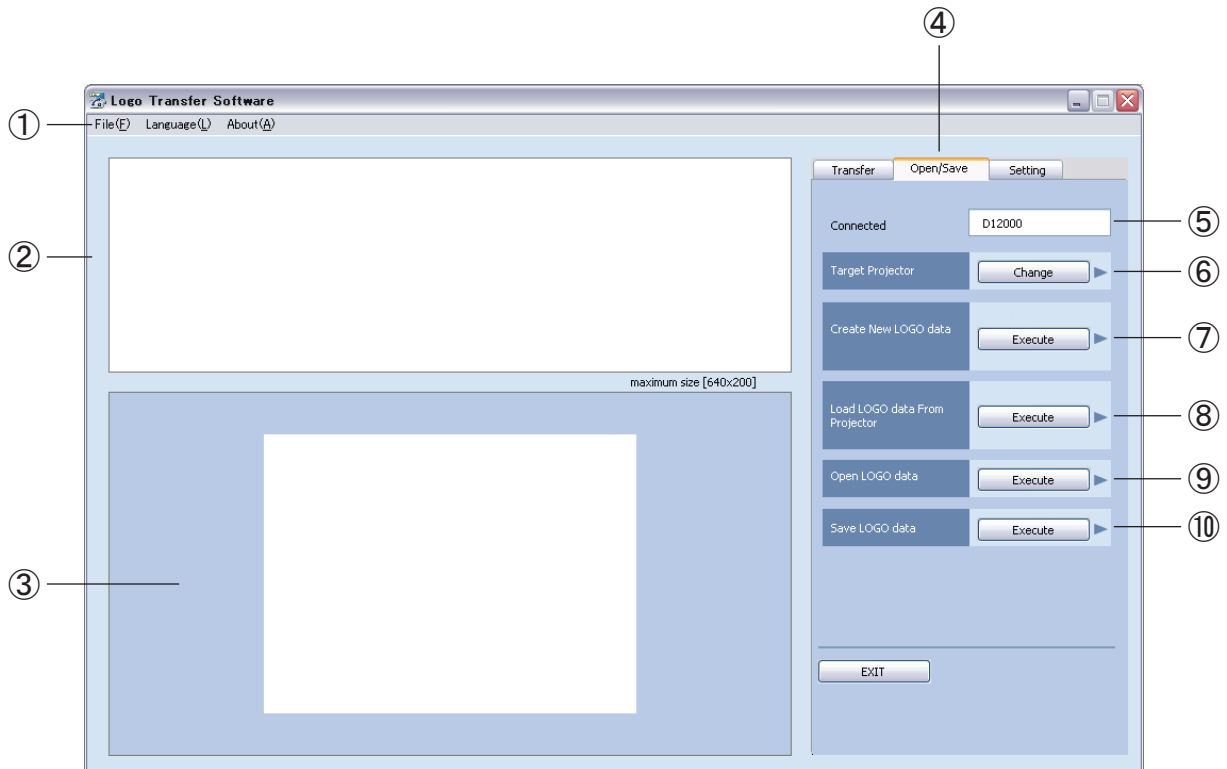 ④
Logo Transfer Software
① File(F) Language(L) About(A)
Transfer Open/Save Setting
Connected D12000 ⑤
②
Target Projector Change ⑥
Create New LOGO data Execute ⑦
maximum size [640x200]
Load LOGO data From
Projector Execute ⑧
Open LOGO data Execute ⑨
Save LOGO data Execute ⑩
③
EXIT